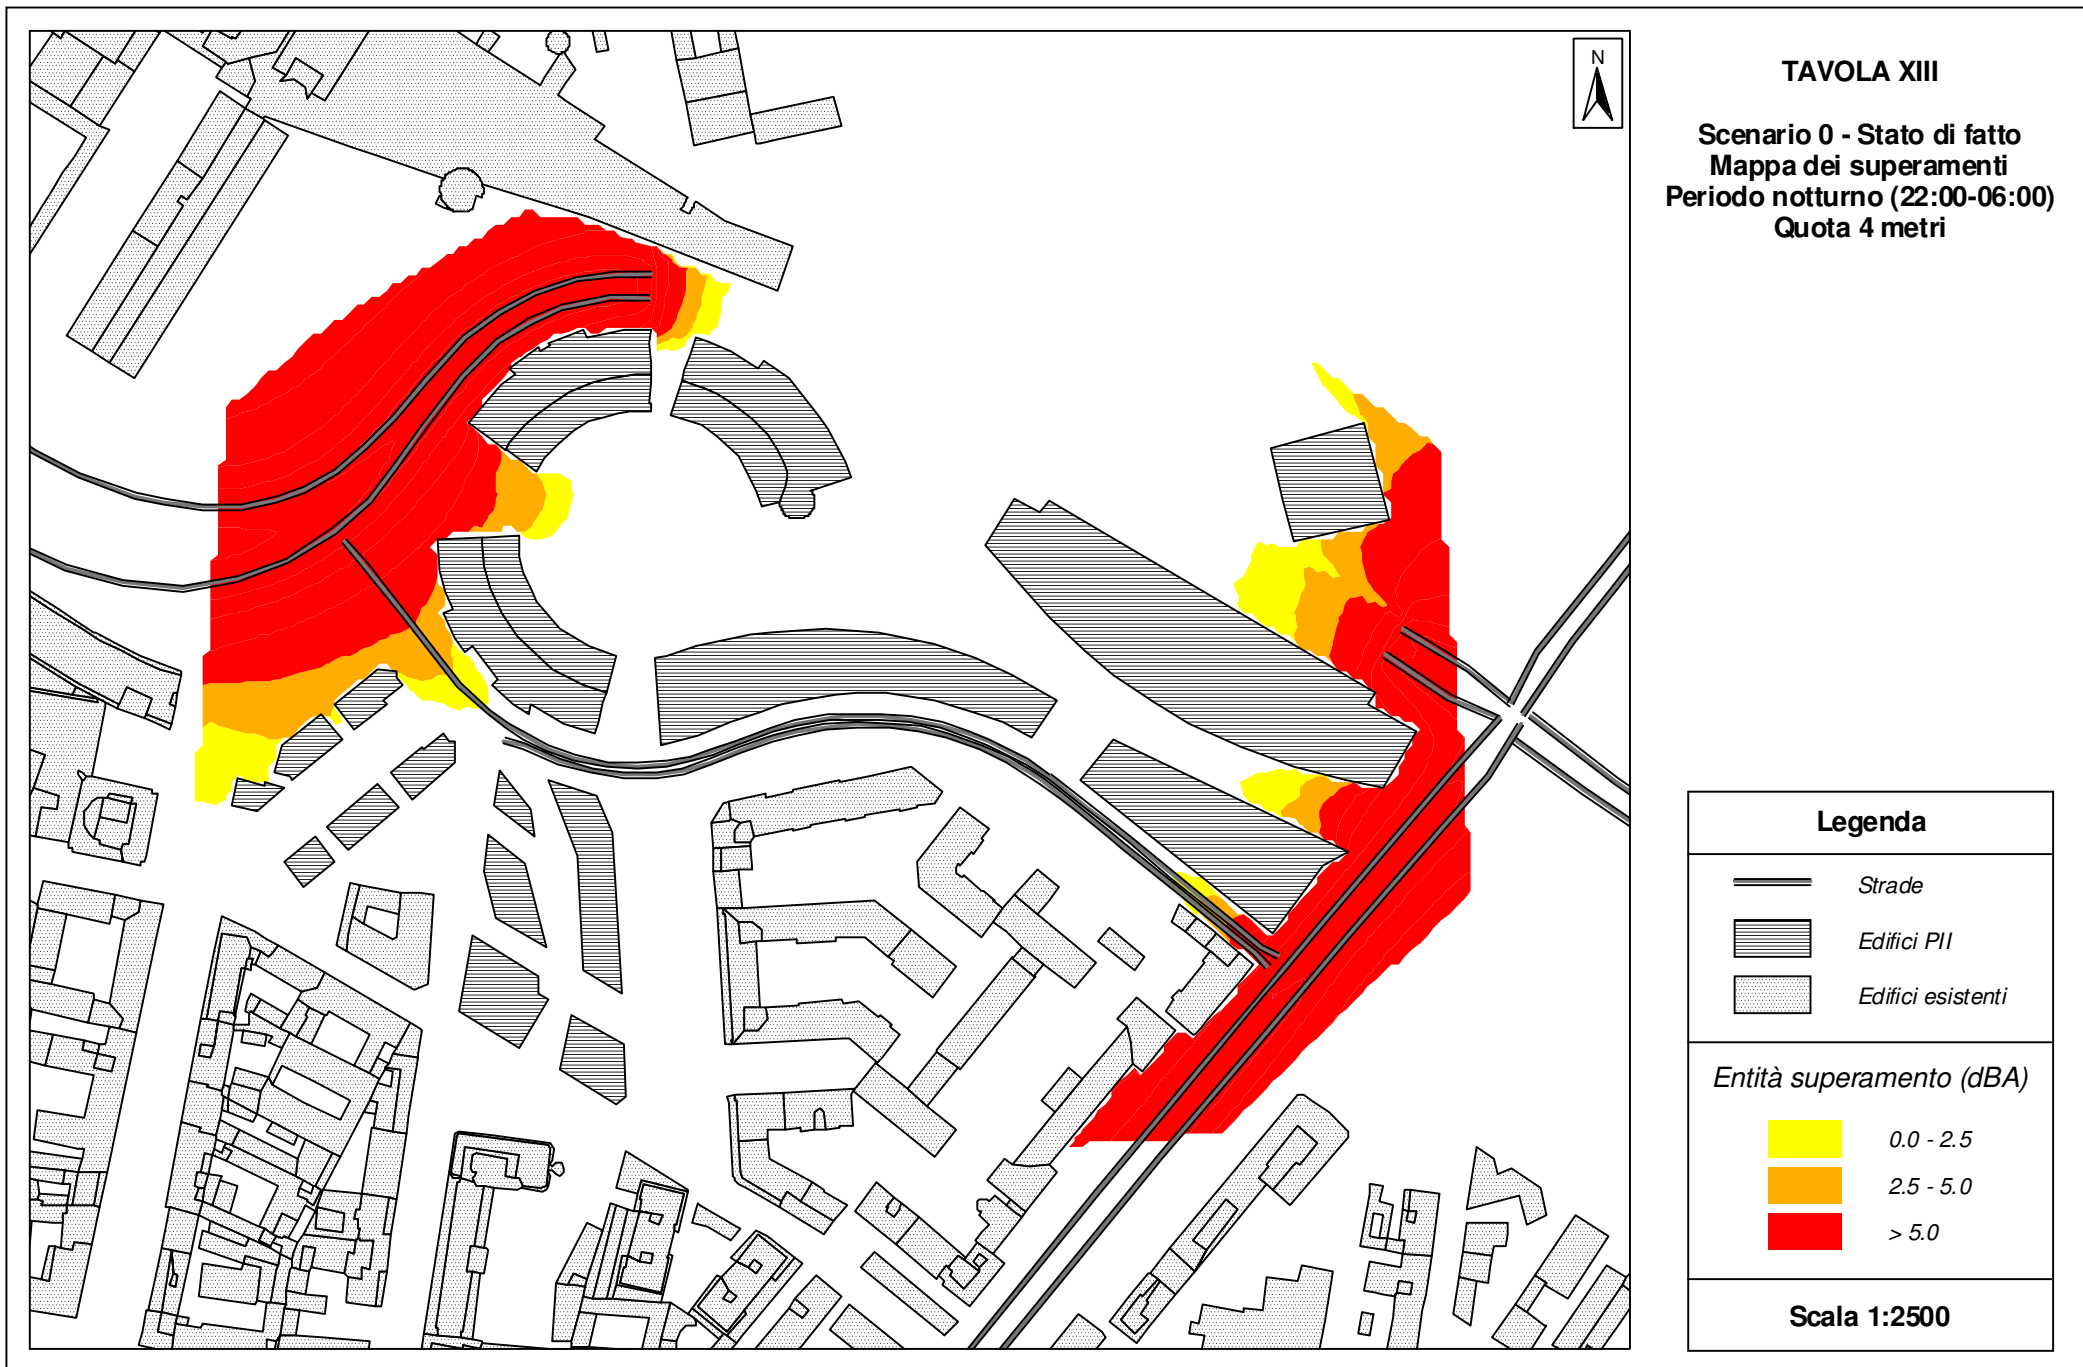 N
TAVOLA XIII
Scenario 0 - Stato di fatto
Mappa dei superamenti
Periodo notturno (22:00-06:00)
Quota 4 metri
Legenda
Strade
Edifici PII
Edifici esistenti
Entità superamento (dBA)
0.0 - 2.5
2.5 - 5.0
> 5.0
Scala 1:2500